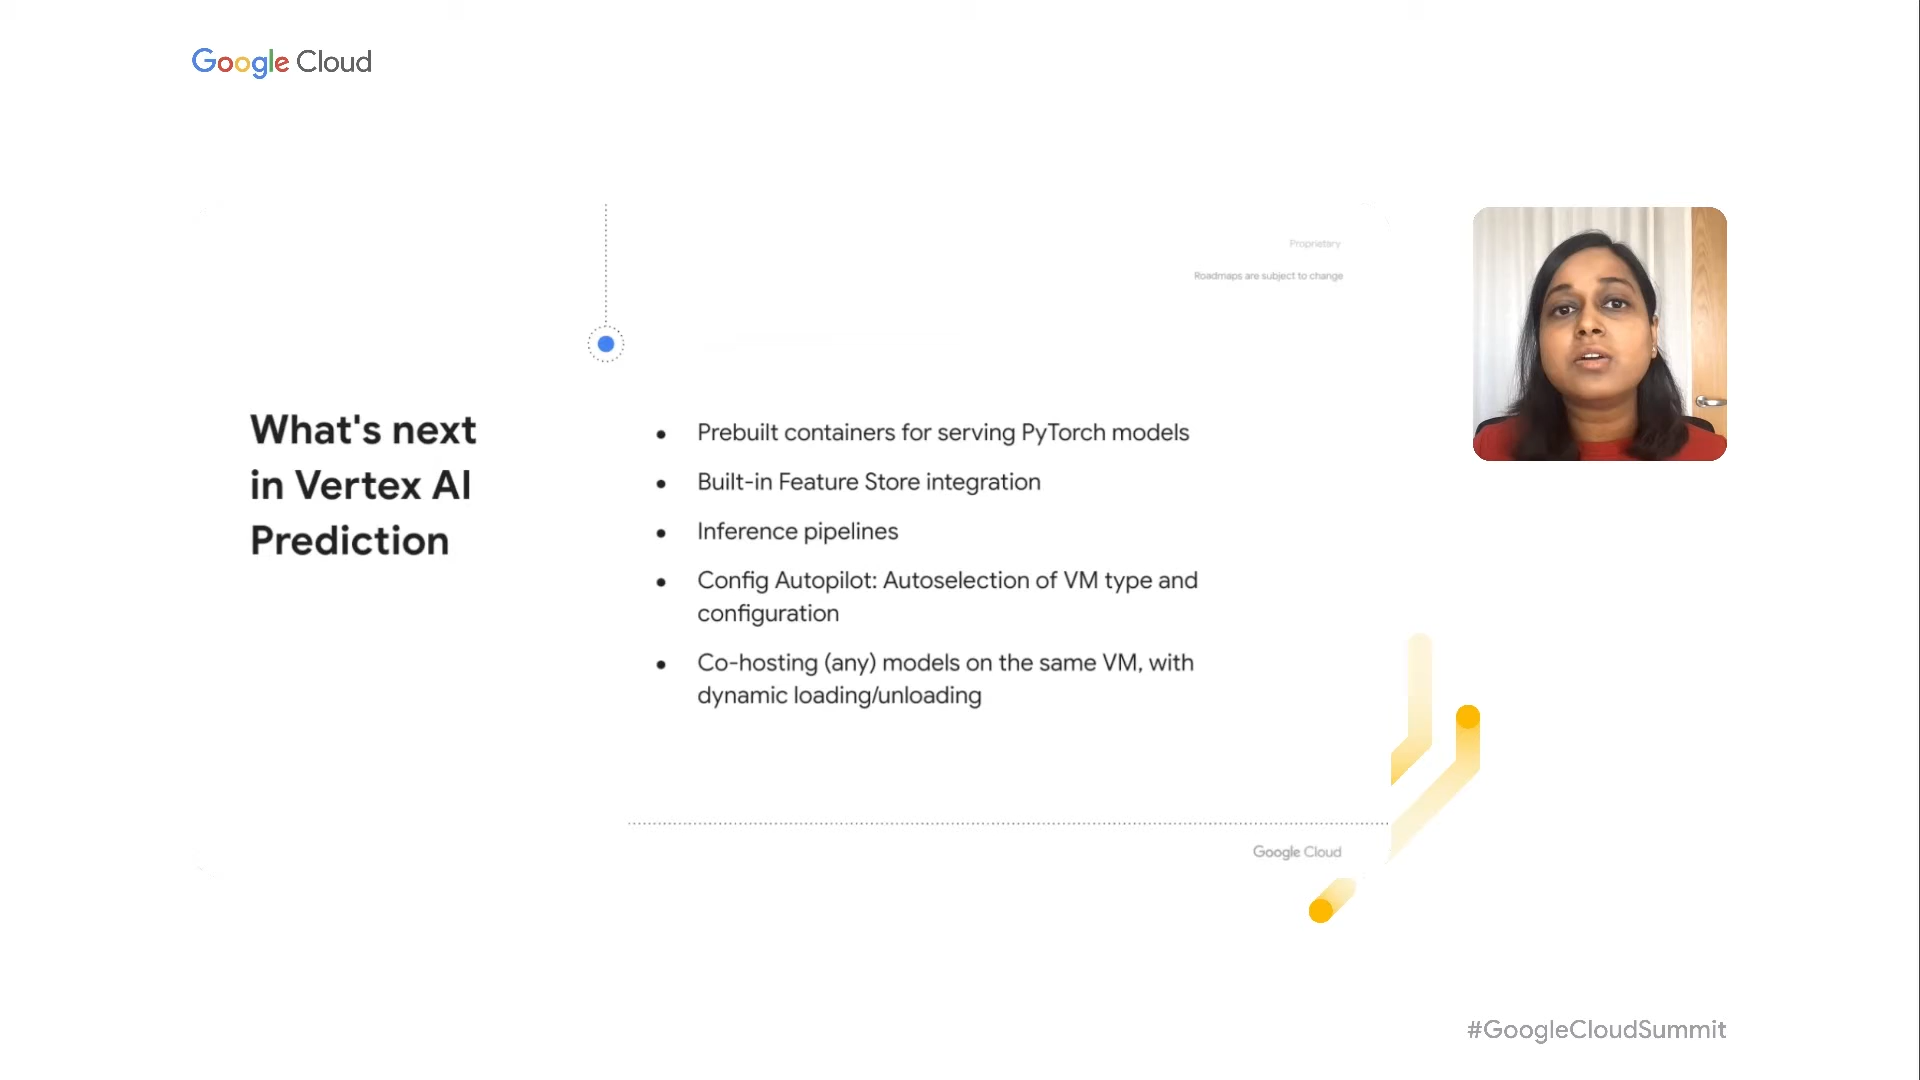 Google Cloud
Proprietary
Roadmaps are subject to change
What's next
in Vertex AI
Prediction
• Prebuilt containers for serving PyTorch models
• Built-in Feature Store integration
• Inference pipelines
• Config Autopilot: Autoselection of VM type and
configuration
• Co-hosting (any) models on the same VM, with
dynamic loading/unloading
Google Cloud
#GoogleCloudSummit